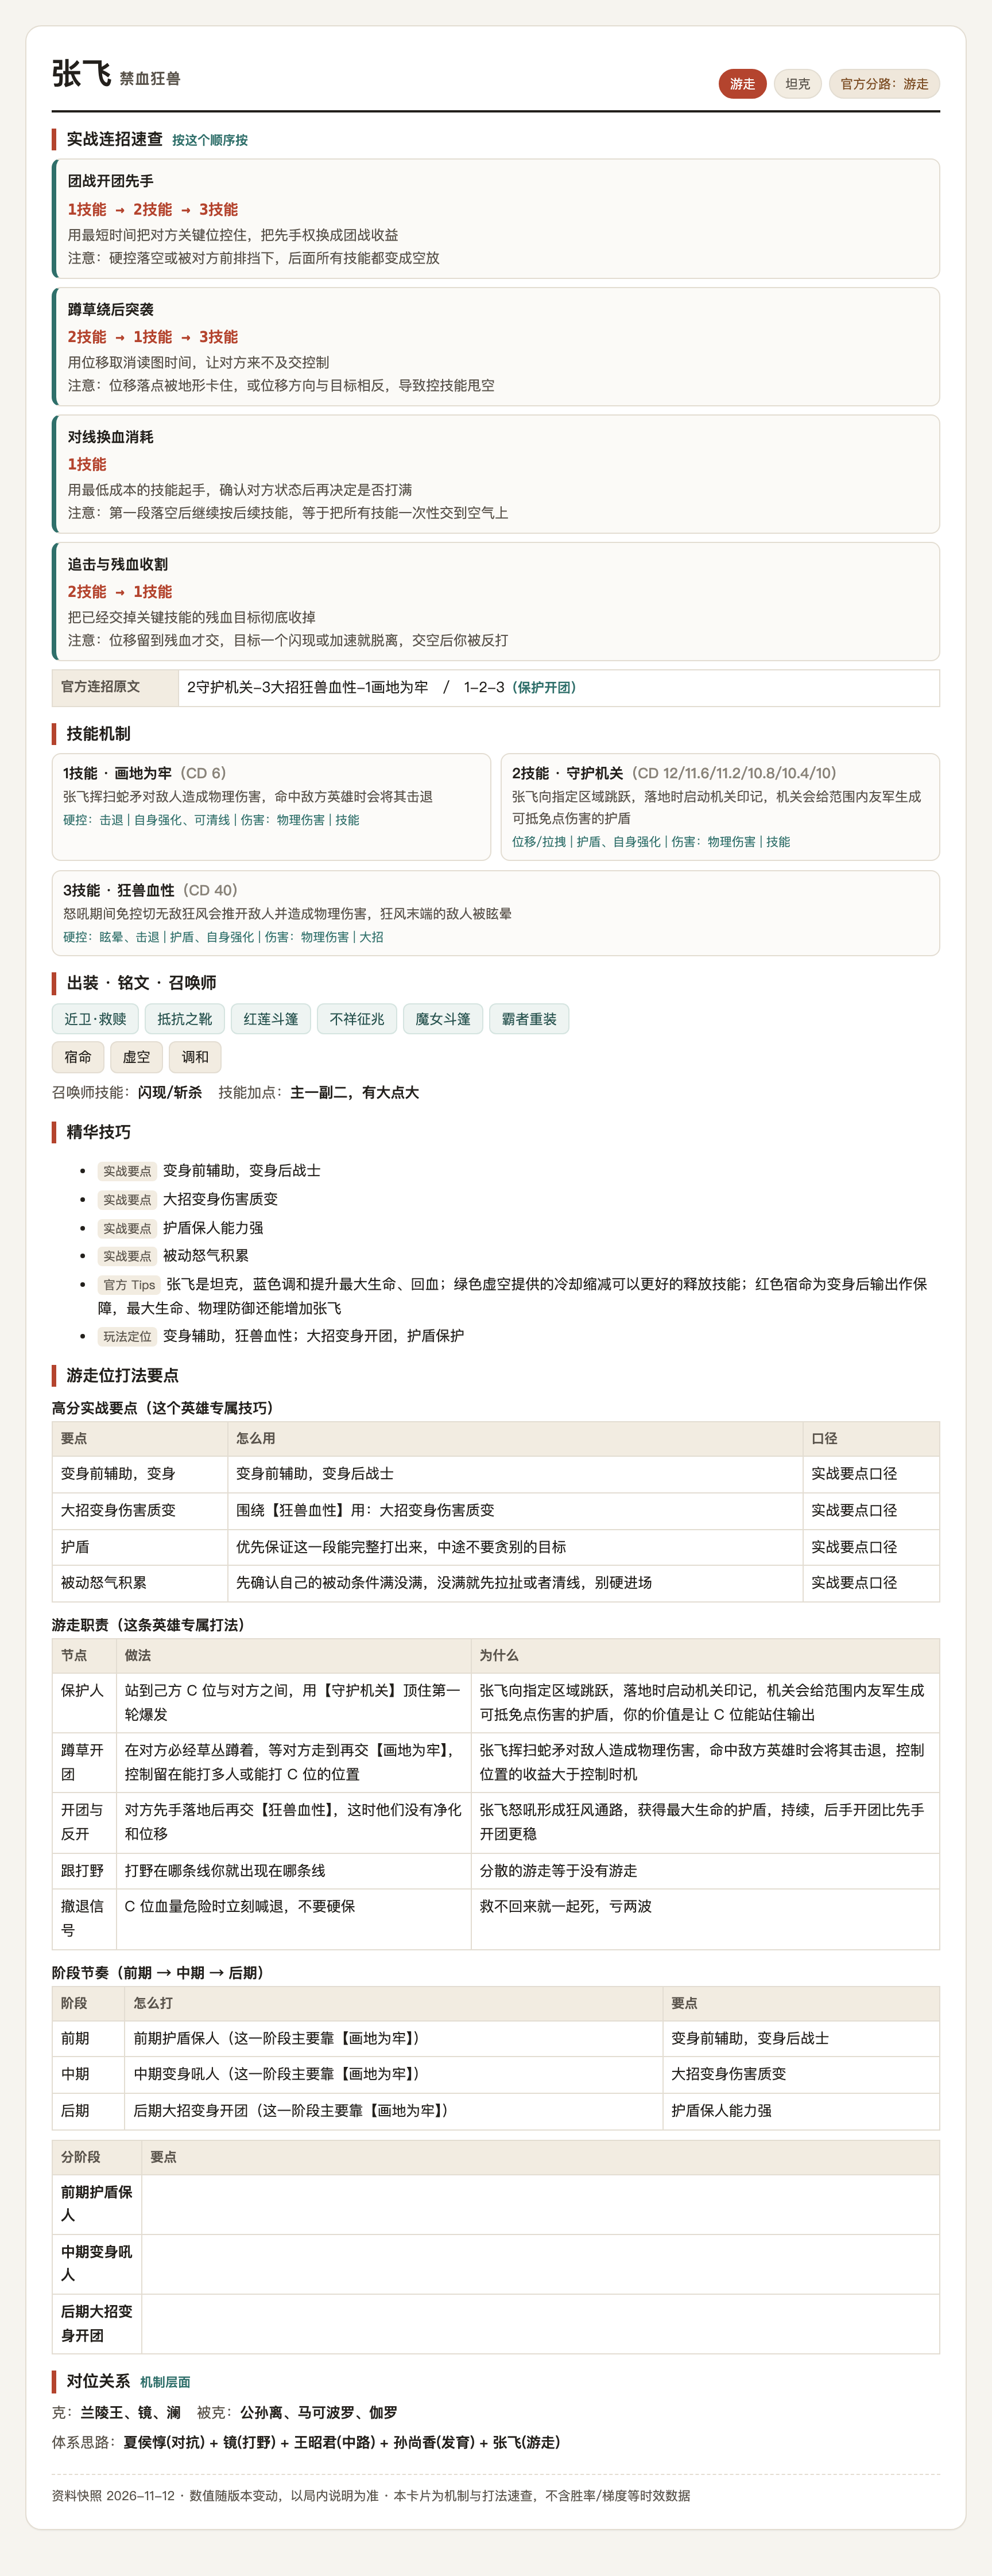 张飞 禁血狂兽
游走 坦克 官方分路：游走
实战连招速查 按这个顺序按
团战开团先手
1技能 → 2技能 → 3技能
用最短时间把对方关键位控住，把先手权换成团战收益
注意：硬控落空或被对方前排挡下，后面所有技能都变成空放
蹲草绕后突袭
2技能 → 1技能 → 3技能
用位移取消读图时间，让对方来不及交控制
注意：位移落点被地形卡住，或位移方向与目标相反，导致控技能甩空
对线换血消耗
1技能
用最低成本的技能起手，确认对方状态后再决定是否打满
注意：第一段落空后继续按后续技能，等于把所有技能一次性交到空气上
追击与残血收割
2技能 → 1技能
把已经交掉关键技能的残血目标彻底收掉
注意：位移留到残血才交，目标一个闪现或加速就脱离，交空后你被反打
官方连招原文 2守护机关-3大招狂兽血性-1画地为牢 / 1-2-3（保护开团）
技能机制
1技能 · 画地为牢（CD 6）
张飞挥扫蛇矛对敌人造成物理伤害，命中敌方英雄时会将其击退
硬控：击退 | 自身强化、可清线 | 伤害：物理伤害 | 技能
2技能 · 守护机关（CD 12/11.6/11.2/10.8/10.4/10）
张飞向指定区域跳跃，落地时启动机关印记，机关会给范围内友军生成
可抵免点伤害的护盾
位移/拉拽 | 护盾、自身强化 | 伤害：物理伤害 | 技能
3技能 · 狂兽血性（CD 40）
怒吼期间免控切无敌狂风会推开敌人并造成物理伤害，狂风末端的敌人被眩晕
硬控：眩晕、击退 | 护盾、自身强化 | 伤害：物理伤害 | 大招
出装 · 铭文 · 召唤师
近卫·救赎 抵抗之靴 红莲斗篷 不祥征兆 魔女斗篷 霸者重装
宿命 虚空 调和
召唤师技能：闪现/斩杀 技能加点：主一副二，有大点大
精华技巧
• 实战要点 变身前辅助，变身后战士
• 实战要点 大招变身伤害质变
• 实战要点 护盾保人能力强
• 实战要点 被动怒气积累
• 官方 Tips 张飞是坦克，蓝色调和提升最大生命、回血；绿色虚空提供的冷却缩减可以更好的释放技能；红色宿命为变身后输出作保
障，最大生命、物理防御还能增加张飞
• 玩法定位 变身辅助，狂兽血性；大招变身开团，护盾保护
游走位打法要点
高分实战要点（这个英雄专属技巧）
要点 怎么用 口径
变身前辅助，变身 变身前辅助，变身后战士 实战要点口径
大招变身伤害质变 围绕【狂兽血性】用：大招变身伤害质变 实战要点口径
护盾 优先保证这一段能完整打出来，中途不要贪别的目标 实战要点口径
被动怒气积累 先确认自己的被动条件满没满，没满就先拉扯或者清线，别硬进场 实战要点口径
游走职责（这条英雄专属打法）
节点 做法 为什么
保护人 站到己方 C 位与对方之间，用【守护机关】顶住第一
轮爆发 张飞向指定区域跳跃，落地时启动机关印记，机关会给范围内友军生成
可抵免点伤害的护盾，你的价值是让 C 位能站住输出
蹲草开
团 在对方必经草丛蹲着，等对方走到再交【画地为牢】，
控制留在能打多人或能打 C 位的位置 张飞挥扫蛇矛对敌人造成物理伤害，命中敌方英雄时会将其击退，控制
位置的收益大于控制时机
开团与
反开 对方先手落地后再交【狂兽血性】，这时他们没有净化
和位移 张飞怒吼形成狂风通路，获得最大生命的护盾，持续，后手开团比先手
开团更稳
跟打野 打野在哪条线你就出现在哪条线 分散的游走等于没有游走
撤退信
号 C 位血量危险时立刻喊退，不要硬保 救不回来就一起死，亏两波
阶段节奏（前期 → 中期 → 后期）
阶段 怎么打 要点
前期 前期护盾保人（这一阶段主要靠【画地为牢】） 变身前辅助，变身后战士
中期 中期变身吼人（这一阶段主要靠【画地为牢】） 大招变身伤害质变
后期 后期大招变身开团（这一阶段主要靠【画地为牢】） 护盾保人能力强
分阶段 要点
前期护盾保
人
中期变身吼
人
后期大招变
身开团
对位关系 机制层面
克：兰陵王、镜、澜 被克：公孙离、马可波罗、伽罗
体系思路：夏侯惇(对抗) + 镜(打野) + 王昭君(中路) + 孙尚香(发育) + 张飞(游走)
资料快照 2026-11-12 · 数值随版本变动，以局内说明为准 · 本卡片为机制与打法速查，不含胜率/梯度等时效数据